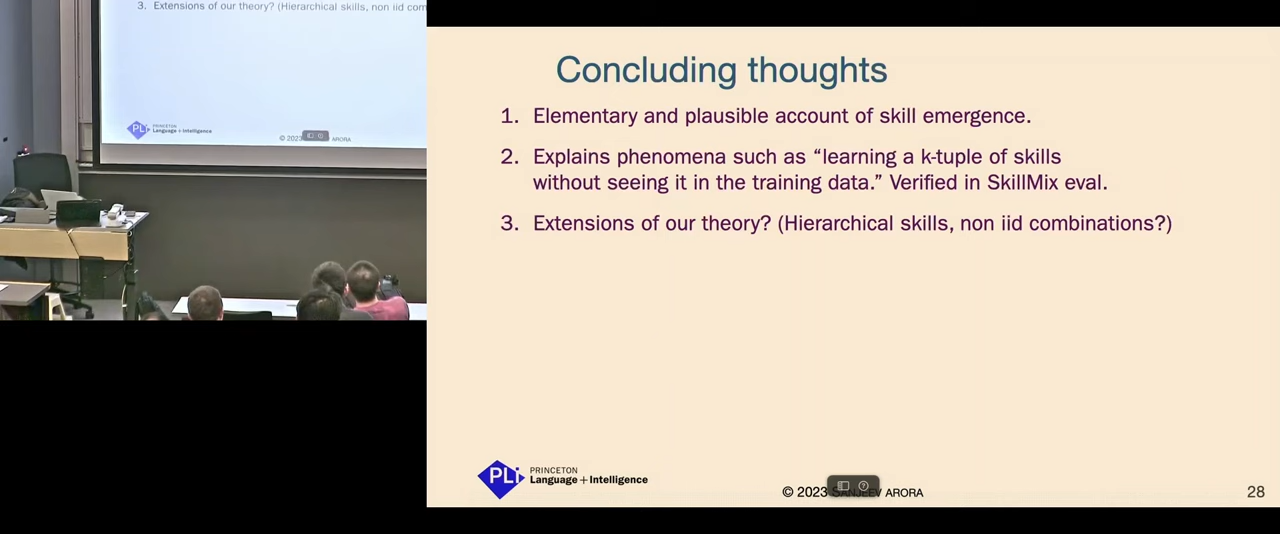 3. Extensions of our theory? (Hierarchical skills, non iid com
PLi PRINCETON
Language + Intelligence
© 2023 ARORA
Concluding thoughts
1. Elementary and plausible account of skill emergence.
2. Explains phenomena such as “learning a k-tuple of skills
without seeing it in the training data.” Verified in SkillMix eval.
3. Extensions of our theory? (Hierarchical skills, non iid combinations?)
PLi PRINCETON
Language + Intelligence
© 2023 SANJEEV ARORA
28